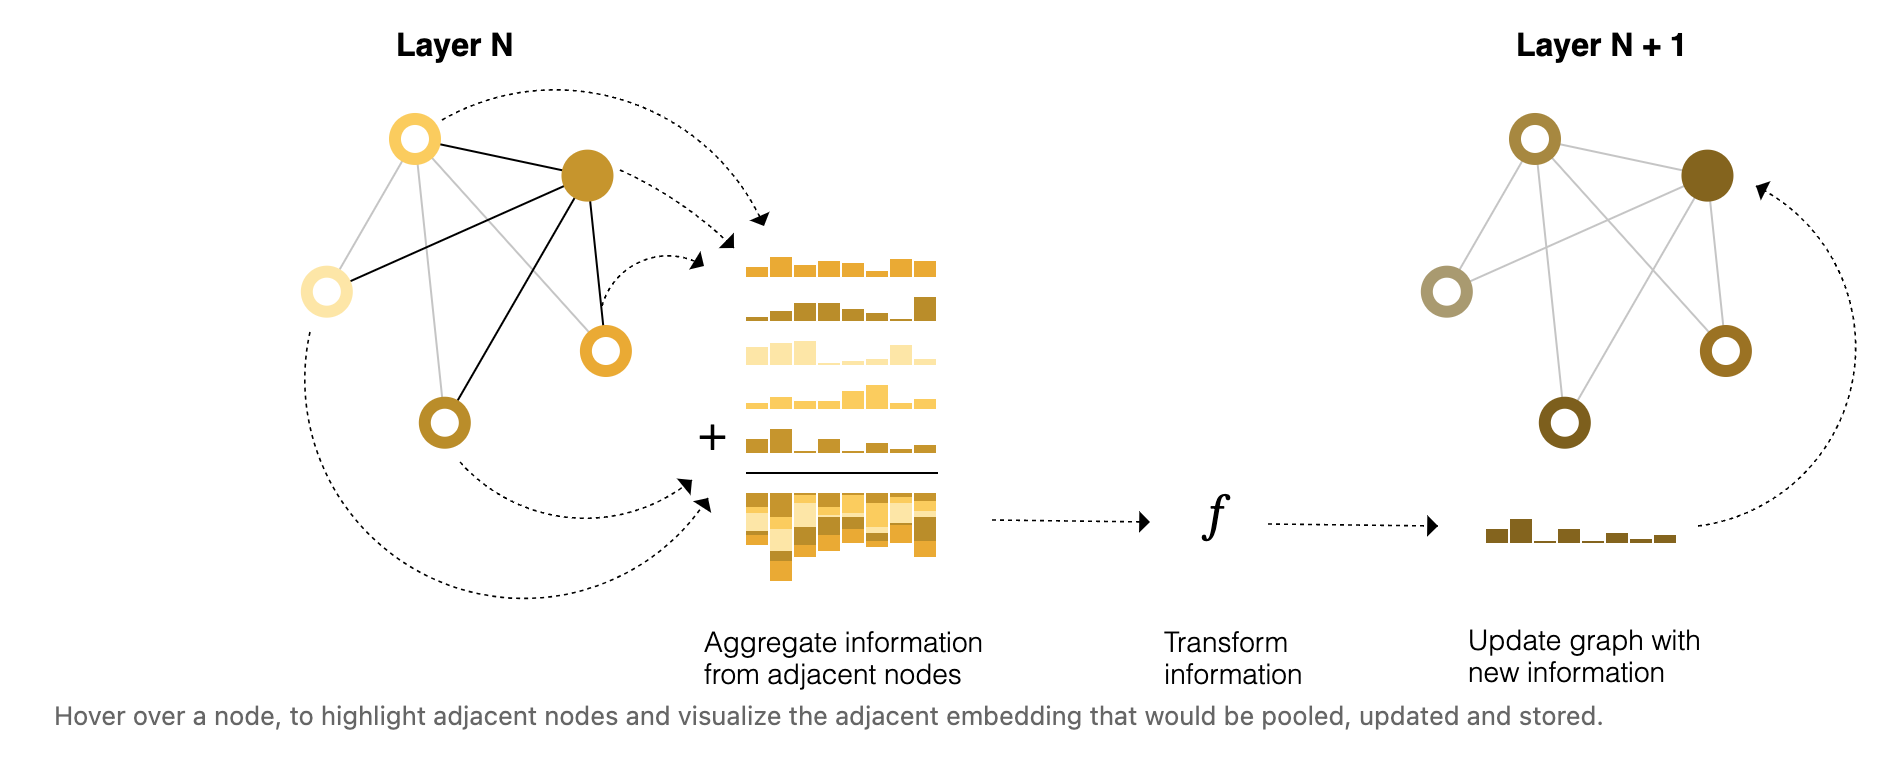 Layer N
Layer N + 1
+
f
Aggregate information
from adjacent nodes
Transform
information
Update graph with
new information
Hover over a node, to highlight adjacent nodes and visualize the adjacent embedding that would be pooled, updated and stored.